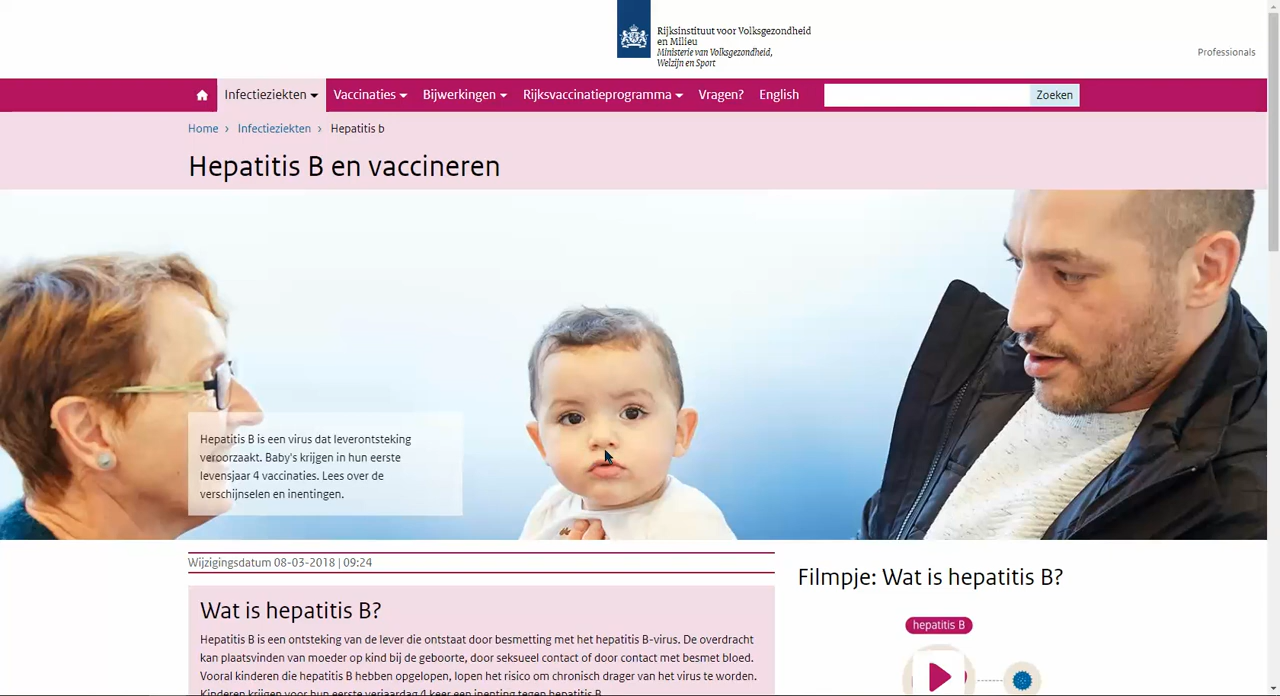 Rijksinstituut voor Volksgezondheid
en Milieu
Ministerie van Volksgezondheid,
Welzijn en Sport
Professionals
Infectieziekten Vaccinaties Bijwerkingen Rijksvaccinatieprogramma Vragen? English Zoeken
Home › Infectieziekten › Hepatitis b
Hepatitis B en vaccineren
Hepatitis B is een virus dat leverontsteking
veroorzaakt. Baby's krijgen in hun eerste
levensjaar 4 vaccinaties. Lees over de
verschijnselen en inentingen.
Wijzigingsdatum 08-03-2018 | 09:24
Wat is hepatitis B?
Hepatitis B is een ontsteking van de lever die ontstaat door besmetting met het hepatitis B-virus. De overdracht
kan plaatsvinden van moeder op kind bij de geboorte, door seksueel contact of door contact met besmet bloed.
Vooral kinderen die hepatitis B hebben opgelopen, lopen het risico om chronisch drager van het virus te worden.
Kinderen krijgen voor hun eerste verjaardag 4 keer een inenting tegen hepatitis B.
Filmpje: Wat is hepatitis B?
hepatitis B